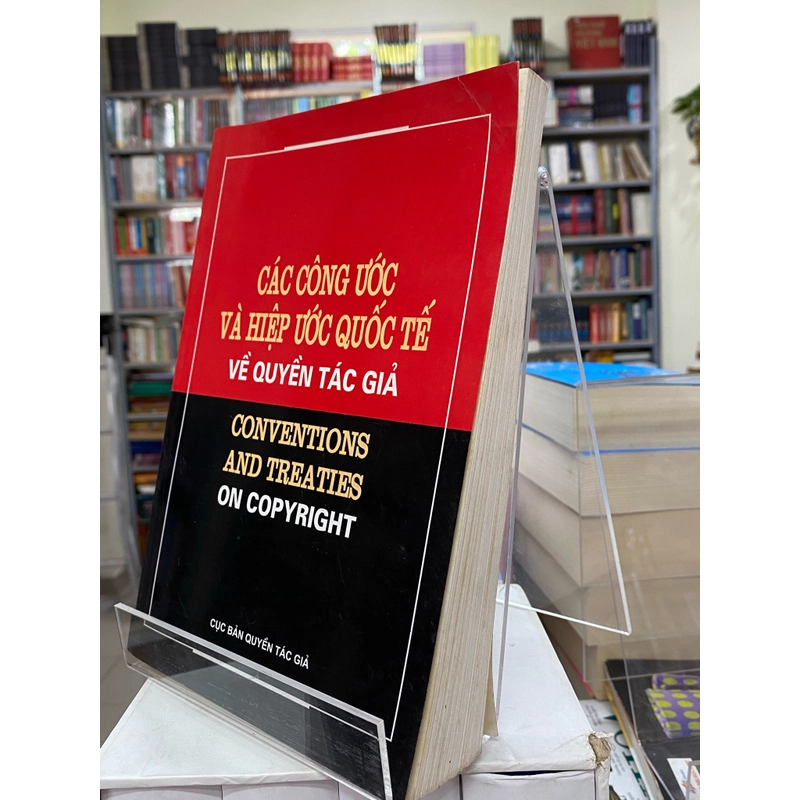 CÁC CÔNG ƯỚC
VÀ HIỆP ƯỚC QUỐC TẾ
VỀ QUYỀN TÁC GIẢ
CONVENTIONS
AND TREATIES
ON COPYRIGHT
CỤC BẢN QUYỀN TÁC GIẢ